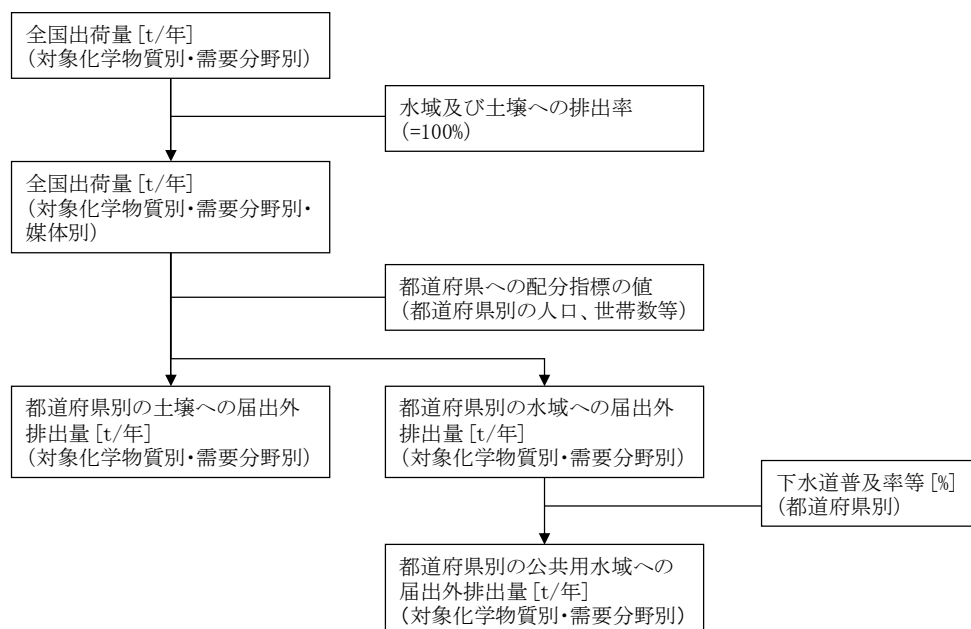 全国出荷量[t/年]
(対象化学物質別・需要分野別)
水域及び土壌への排出率
(=100%)
全国出荷量[t/年]
(対象化学物質別・需要分野別・
媒体別)
都道府県への配分指標の値
(都道府県別の人口、世帯数等)
都道府県別の土壌への届出外
排出量[t/年]
(対象化学物質別・需要分野別)
都道府県別の水域への届出外
排出量[t/年]
(対象化学物質別・需要分野別)
下水道普及率等[%]
(都道府県別)
都道府県別の公共用水域への
届出外排出量[t/年]
(対象化学物質別・需要分野別)